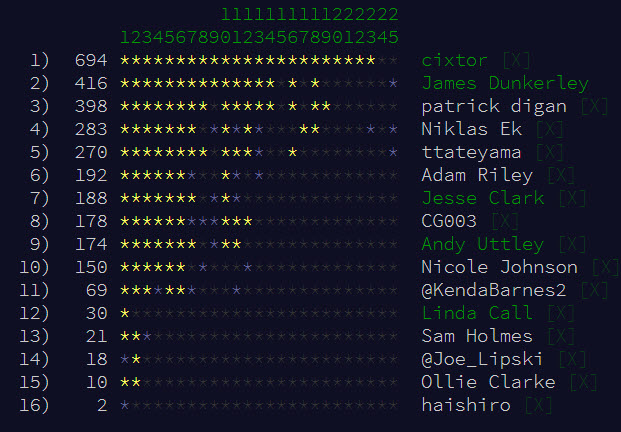 1111111111222222
1234567890123456789012345
1) 694 ************************* cixtor [X]
2) 416 ************************* James Dunkerley
3) 398 ************************* patrick digan [X]
4) 283 ************************* Niklas Ek [X]
5) 270 ************************* ttateyama [X]
6) 192 ************************* Adam Riley [X]
7) 188 ************************* Jesse Clark [X]
8) 178 ************************* CG003 [X]
9) 174 ************************* Andy Uttley [X]
10) 150 ************************* Nicole Johnson [X]
11) 69 ************************* @KendaBarnes2 [X]
12) 30 ************************* Linda Call [X]
13) 21 ************************* Sam Holmes [X]
14) 18 ************************* @Joe_Lipski [X]
15) 10 ************************* Ollie Clarke [X]
16) 2 ************************* haishiro [X]